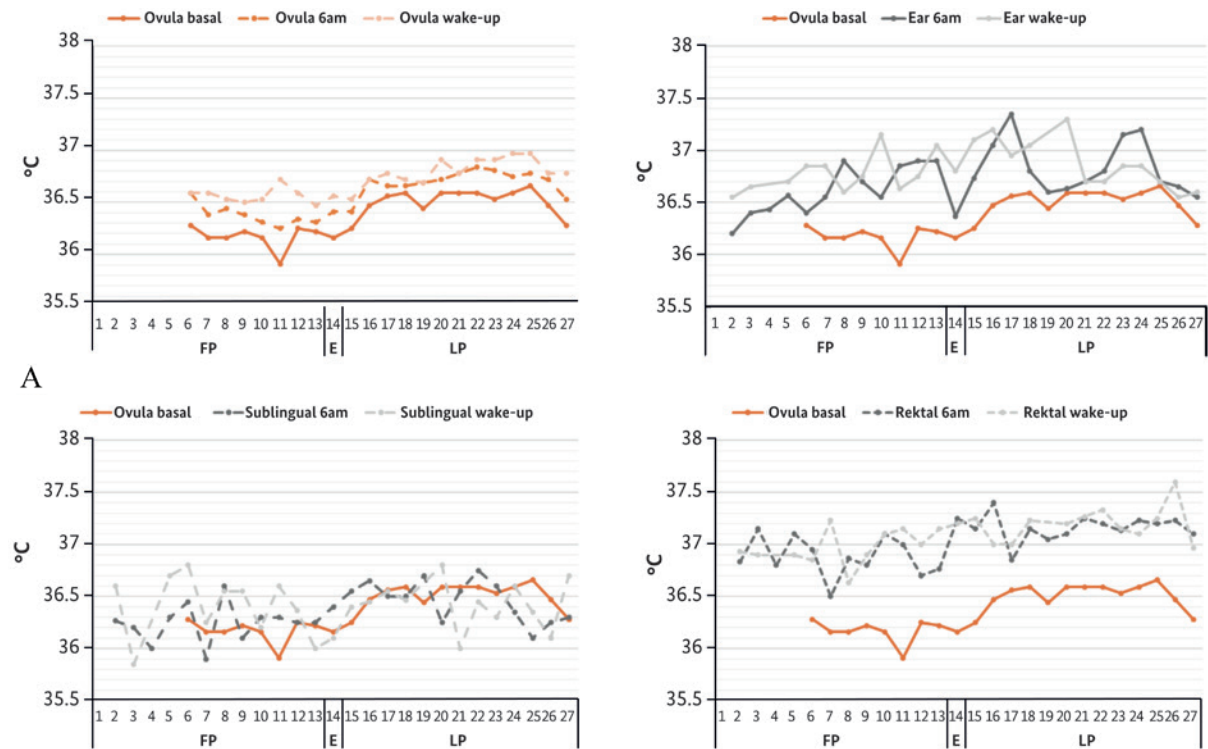 Ovula basal Ovula 6am Ovula wake-up
38
37.5
37
36.5
36
35.5
°C
1 2 3 4 5 6 7 8 9 10 11 12 13 14 15 16 17 18 19 20 21 22 23 24 25 26 27
FP E LP
Ovula basal Ear 6am Ear wake-up
38
37.5
37
36.5
36
35.5
°C
1 2 3 4 5 6 7 8 9 10 11 12 13 14 15 16 17 18 19 20 21 22 23 24 25 26 27
FP E LP
A
Ovula basal Sublingual 6am Sublingual wake-up
38
37.5
37
36.5
36
35.5
°C
1 2 3 4 5 6 7 8 9 10 11 12 13 14 15 16 17 18 19 20 21 22 23 24 25 26 27
FP E LP
Ovula basal Rektal 6am Rektal wake-up
38
37.5
37
36.5
36
35.5
°C
1 2 3 4 5 6 7 8 9 10 11 12 13 14 15 16 17 18 19 20 21 22 23 24 25 26 27
FP E LP